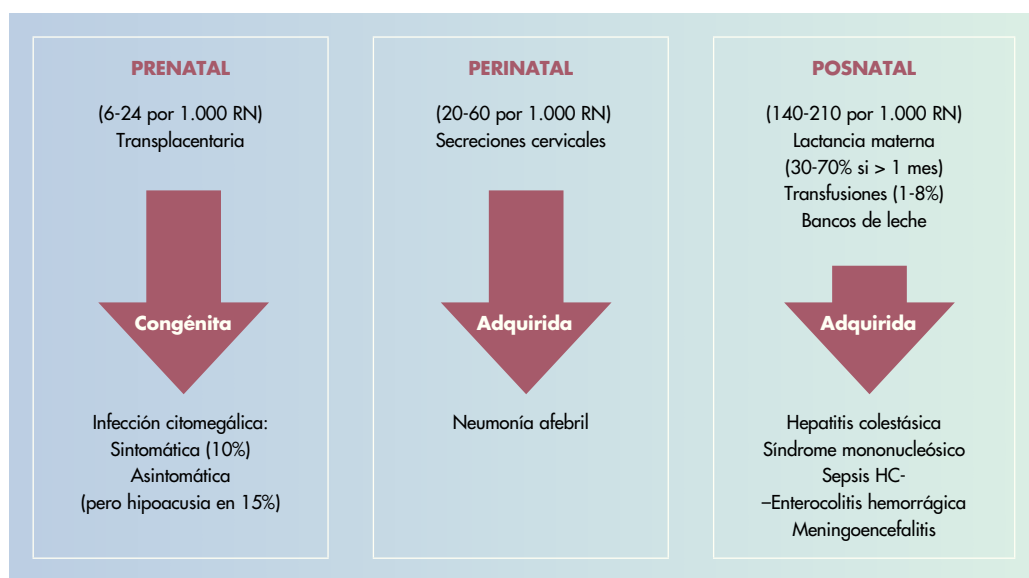 PRENATAL
(6-24 por 1.000 RN)
Transplacentaria
Congénita
Infección citomegálica:
Sintomática (10%)
Asintomática
(pero hipoacusia en 15%)
PERINATAL
(20-60 por 1.000 RN)
Secreciones cervicales
Adquirida
Neumonía afebril
POSNATAL
(140-210 por 1.000 RN)
Lactancia materna
(30-70% si > 1 mes)
Transfusiones (1-8%)
Bancos de leche
Adquirida
Hepatitis colestásica
Síndrome mononucleósico
Sepsis HC-
–Enterocolitis hemorrágica
Meningoencefalitis